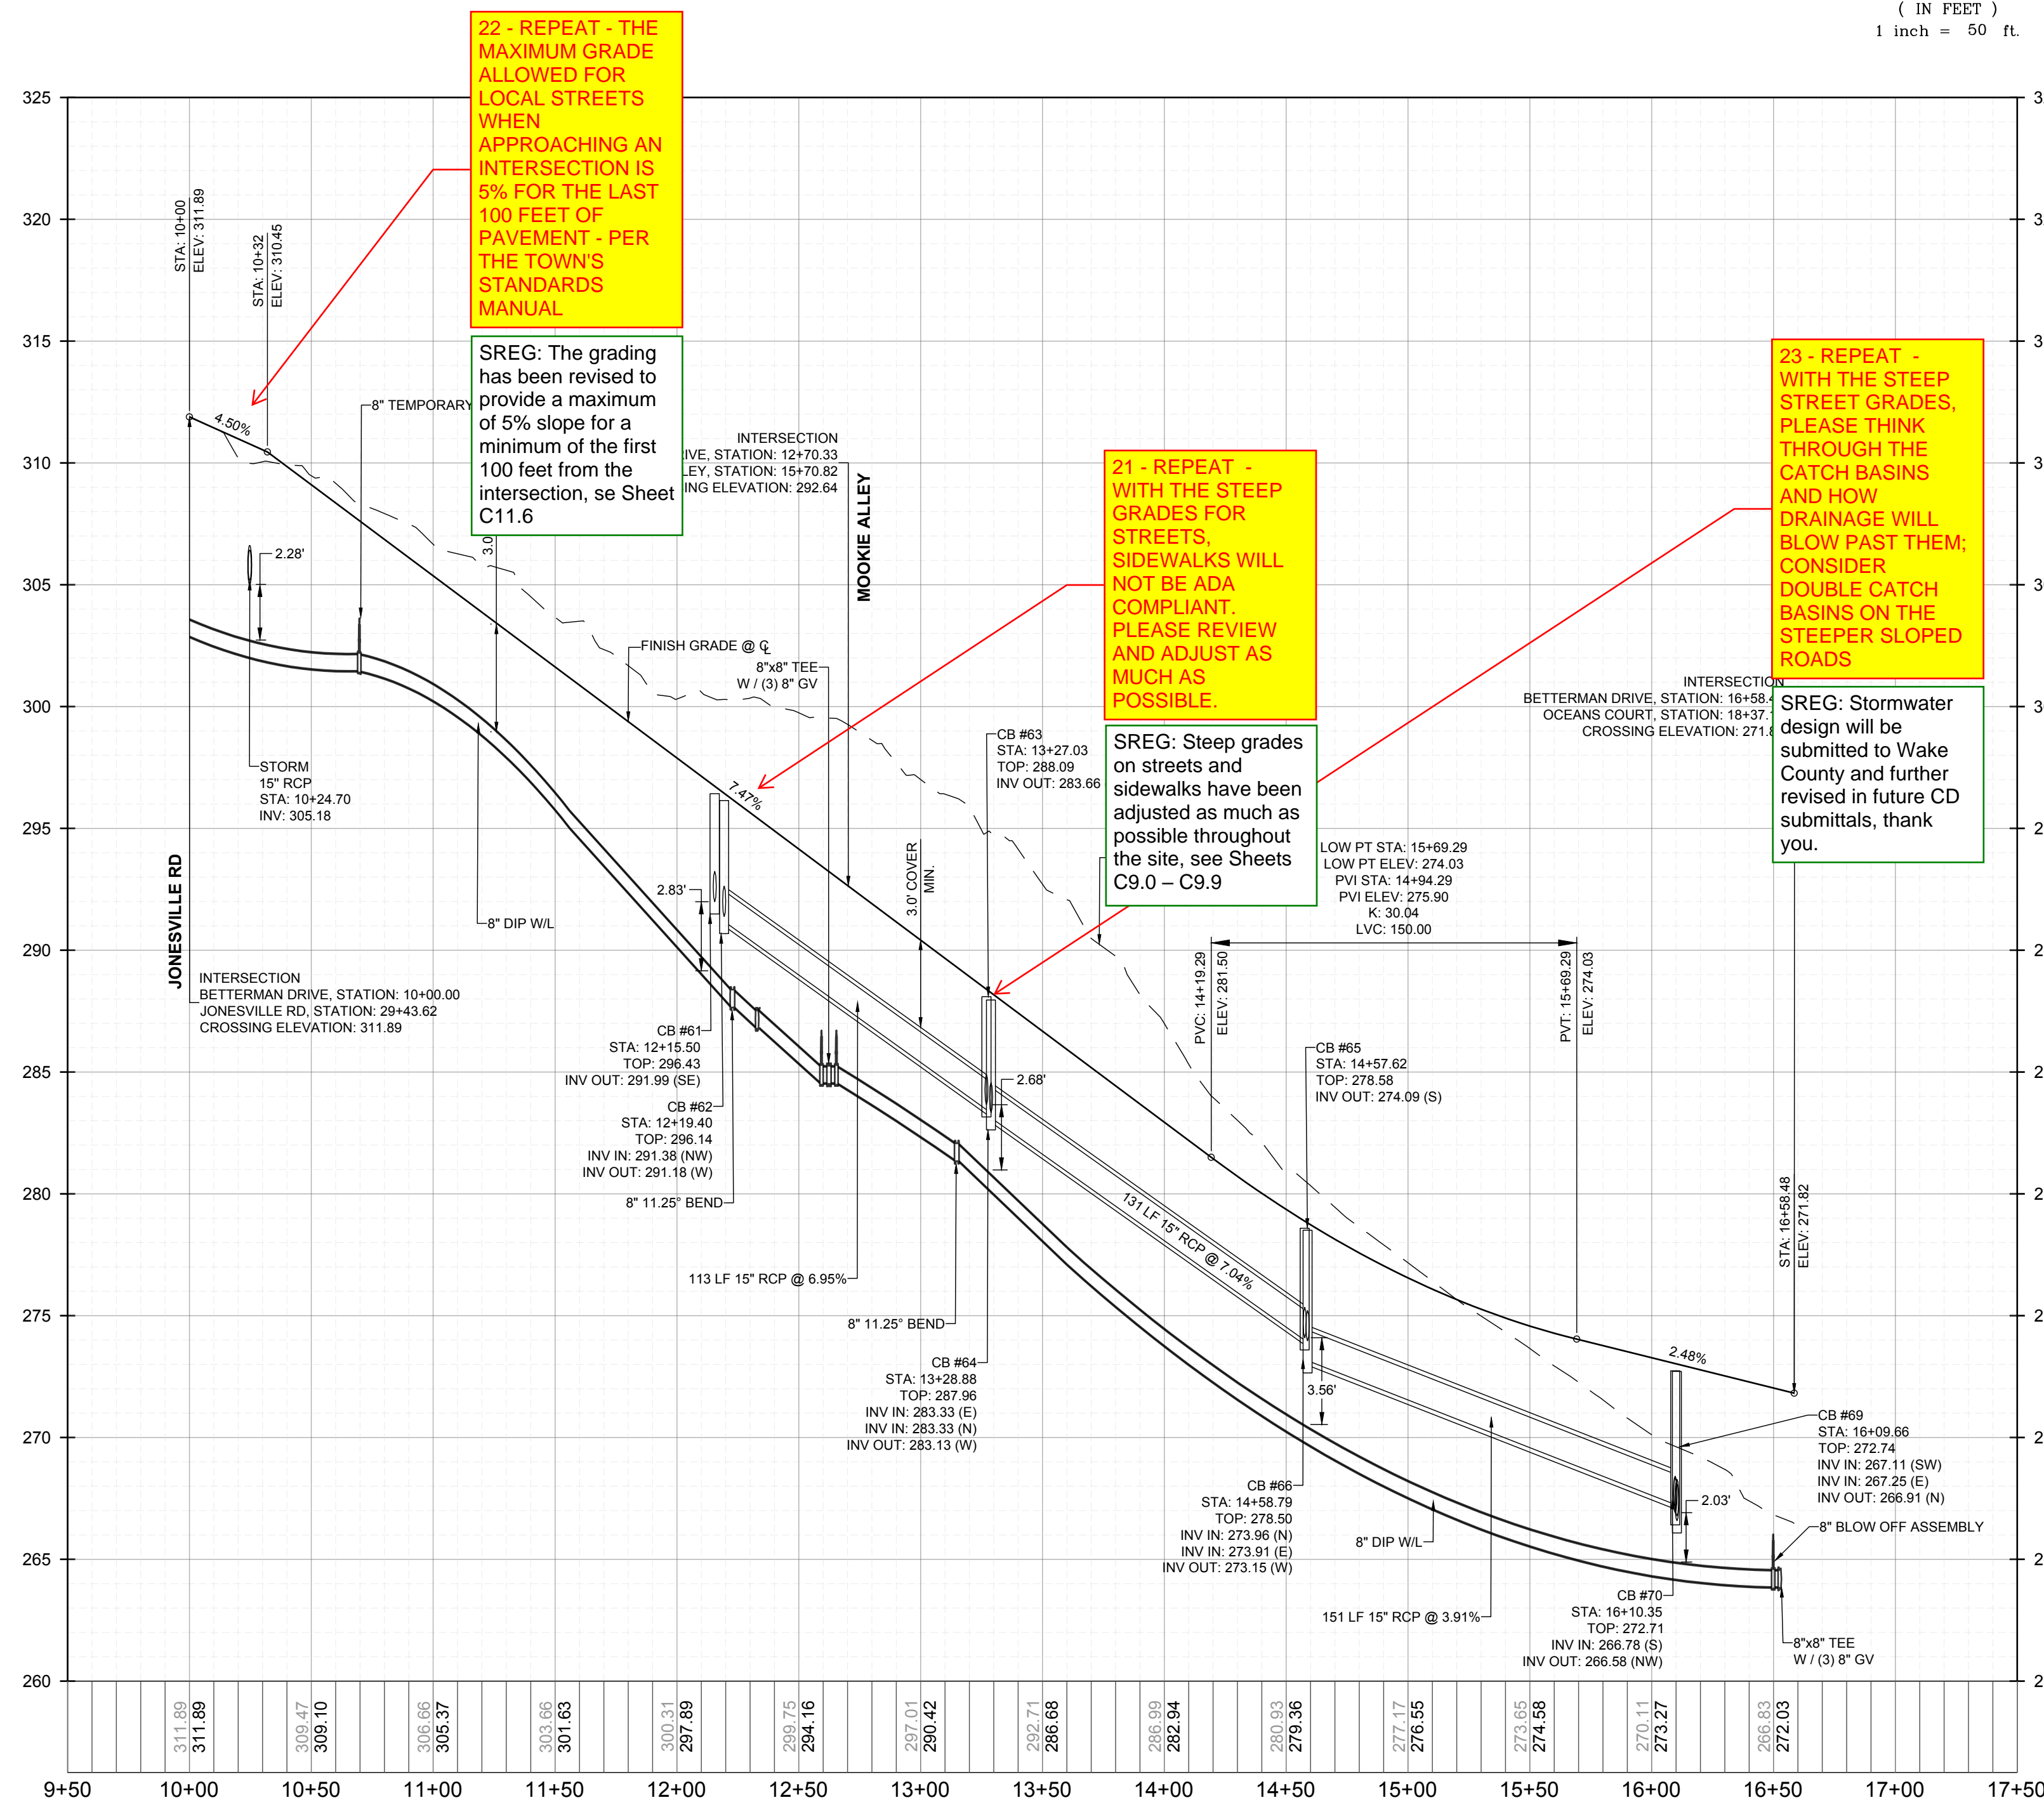 ( IN FEET )
1 inch = 50 ft.
22 - REPEAT - THE
MAXIMUM GRADE
ALLOWED FOR
LOCAL STREETS
WHEN
APPROACHING AN
INTERSECTION IS
5% FOR THE LAST
100 FEET OF
PAVEMENT - PER
THE TOWN'S
STANDARDS
MANUAL
SREG: The grading
has been revised to
provide a maximum
of 5% slope for a
minimum of the first
100 feet from the
intersection, se Sheet
C11.6
21 - REPEAT -
WITH THE STEEP
GRADES FOR
STREETS,
SIDEWALKS WILL
NOT BE ADA
COMPLIANT.
PLEASE REVIEW
AND ADJUST AS
MUCH AS
POSSIBLE.
SREG: Steep grades
on streets and
sidewalks have been
adjusted as much as
possible throughout
the site, see Sheets
C9.0 – C9.9
23 - REPEAT -
WITH THE STEEP
STREET GRADES,
PLEASE THINK
THROUGH THE
CATCH BASINS
AND HOW
DRAINAGE WILL
BLOW PAST THEM;
CONSIDER
DOUBLE CATCH
BASINS ON THE
STEEPER SLOPED
ROADS
SREG: Stormwater
design will be
submitted to Wake
County and further
revised in future CD
submittals, thank
you.
325
320
315
310
305
300
295
290
285
280
275
270
265
260
STA: 10+00
ELEV: 311.89
STA: 10+32
ELEV: 310.45
4.50%
8" TEMPORARY
INTERSECTION
IVE, STATION: 12+70.33
LEY, STATION: 15+70.82
ING ELEVATION: 292.64
MOOKIE ALLEY
2.28'
3.0
FINISH GRADE @ CL
8"x8" TEE
W / (3) 8" GV
STORM
15" RCP
STA: 10+24.70
INV: 305.18
7.47%
CB #63
STA: 13+27.03
TOP: 288.09
INV OUT: 283.66
INTERSECTION
BETTERMAN DRIVE, STATION: 16+58.4
OCEANS COURT, STATION: 18+37.
CROSSING ELEVATION: 271.8
LOW PT STA: 15+69.29
LOW PT ELEV: 274.03
PVI STA: 14+94.29
PVI ELEV: 275.90
K: 30.04
LVC: 150.00
PVC: 14+19.29
ELEV: 281.50
PVT: 15+69.29
ELEV: 274.03
JONESVILLE RD
8" DIP W/L
2.83'
3.0' COVER
MIN.
INTERSECTION
BETTERMAN DRIVE, STATION: 10+00.00
JONESVILLE RD, STATION: 29+43.62
CROSSING ELEVATION: 311.89
CB #61
STA: 12+15.50
TOP: 296.43
INV OUT: 291.99 (SE)
CB #62
STA: 12+19.40
TOP: 296.14
INV IN: 291.38 (NW)
INV OUT: 291.18 (W)
8" 11.25° BEND
2.68'
CB #65
STA: 14+57.62
TOP: 278.58
INV OUT: 274.09 (S)
131 LF 15" RCP @ 7.04%
113 LF 15" RCP @ 6.95%
STA: 16+58.48
ELEV: 271.82
8" 11.25° BEND
CB #64
STA: 13+28.88
TOP: 287.96
INV IN: 283.33 (E)
INV IN: 283.33 (N)
INV OUT: 283.13 (W)
2.48%
3.56'
CB #69
STA: 16+09.66
TOP: 272.74
INV IN: 267.11 (SW)
INV IN: 267.25 (E)
INV OUT: 266.91 (N)
2.03'
8" BLOW OFF ASSEMBLY
CB #66
STA: 14+58.79
TOP: 278.50
INV IN: 273.96 (N)
INV IN: 273.91 (E)
INV OUT: 273.15 (W)
8" DIP W/L
151 LF 15" RCP @ 3.91%
CB #70
STA: 16+10.35
TOP: 272.71
INV IN: 266.78 (S)
INV OUT: 266.58 (NW)
8"x8" TEE
W / (3) 8" GV
311.89
311.89
309.47
309.10
306.66
305.37
303.66
301.63
300.31
297.89
299.75
294.16
297.01
290.42
292.71
286.68
286.99
282.94
280.93
279.36
277.17
276.55
273.65
274.58
270.11
273.27
266.83
272.03
9+50 10+00 10+50 11+00 11+50 12+00 12+50 13+00 13+50 14+00 14+50 15+00 15+50 16+00 16+50 17+00 17+50